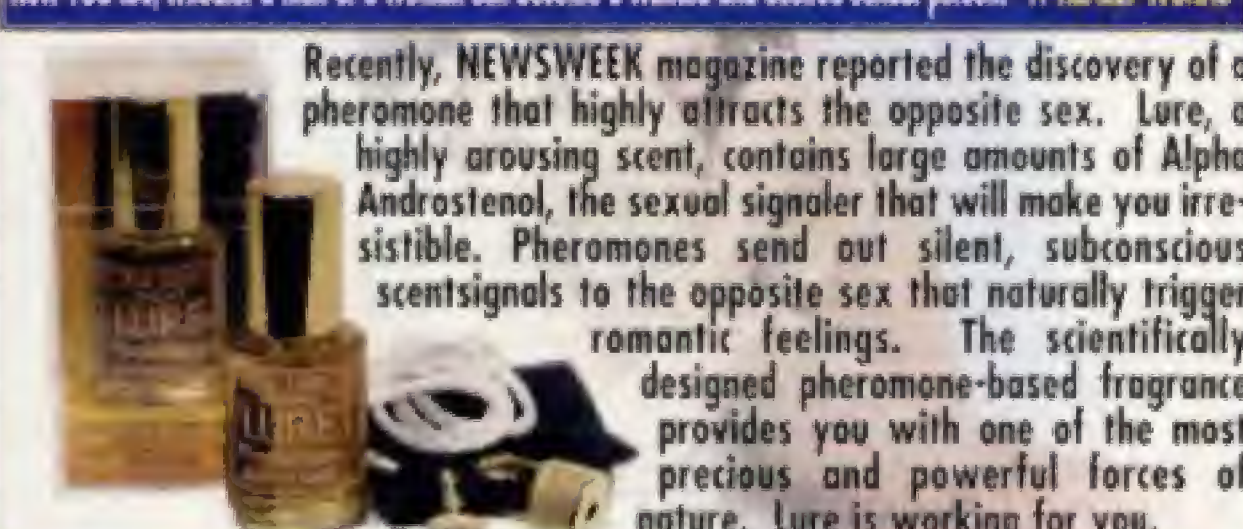 Recently, NEWSWEEK magazine reported the discovery of a
pheromone that highly attracts the opposite sex. Lure, a
highly arousing scent, contains large amounts of Alpha
Androstenol, the sexual signaler that will make you irre-
sistible. Pheromones send out silent, subconscious
scentsignals to the opposite sex that naturally trigger
romantic feelings. The scientifically
designed pheromone-based fragrance
provides you with one of the most
precious and powerful forces of
nature. Lure is working for you.
LURE
LURE